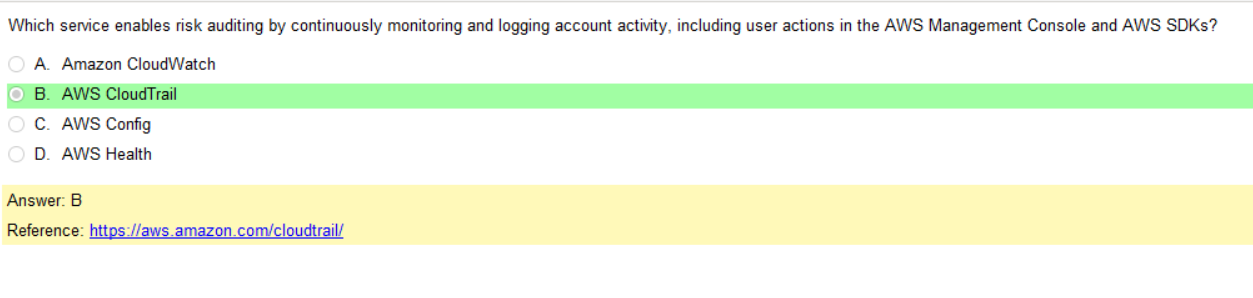 Which service enables risk auditing by continuously monitoring and logging account activity, including user actions in the AWS Management Console and AWS SDKs?
A. Amazon CloudWatch
B. AWS CloudTrail
C. AWS Config
D. AWS Health
Answer: B
Reference: https://aws.amazon.com/cloudtrail/